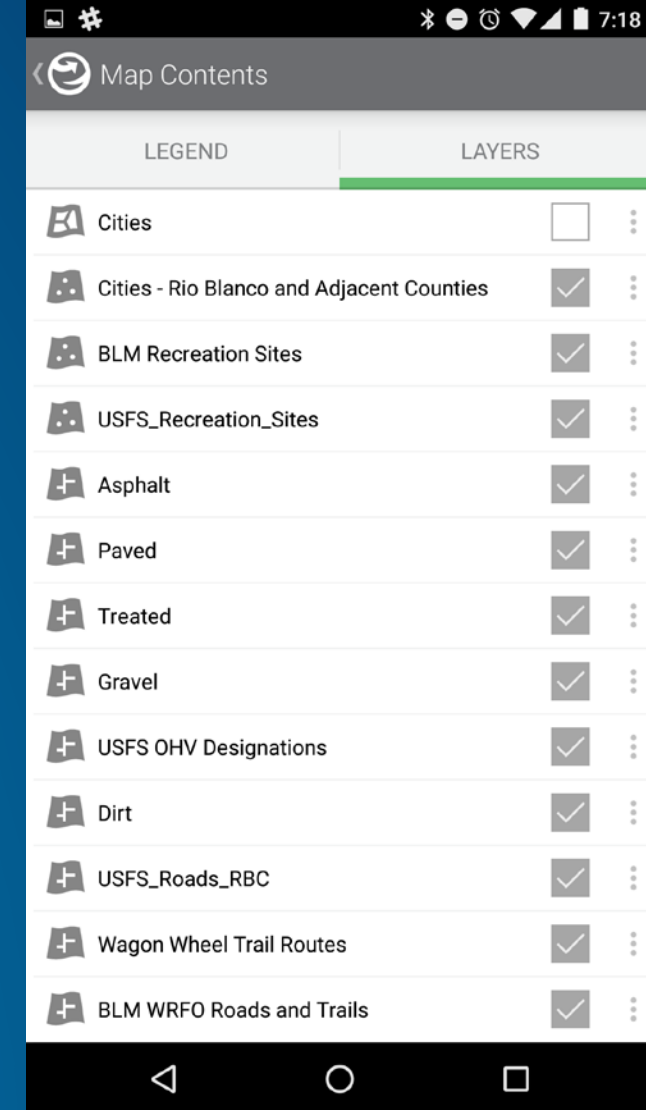 7:18
Map Contents
LEGEND
LAYERS
Cities
Cities - Rio Blanco and Adjacent Counties
BLM Recreation Sites
USFS_Recreation_Sites
Asphalt
Paved
Treated
Gravel
USFS OHV Designations
Dirt
USFS_Roads_RBC
Wagon Wheel Trail Routes
BLM WRFO Roads and Trails